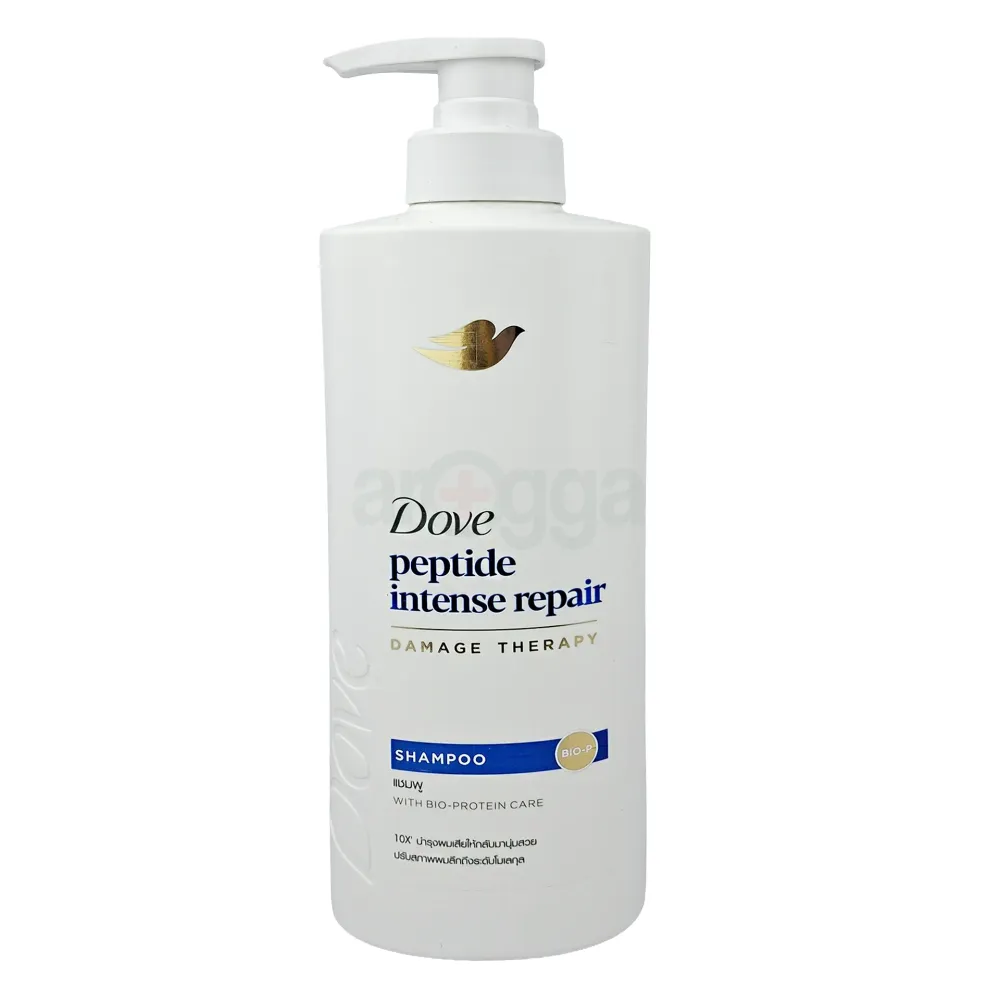 arogga
Dove
peptide
intense repair
DAMAGE THERAPY
Dove
SHAMPOO
BIO-P
แชมพู
WITH BIO-PROTEIN CARE
10X* บำรุงผมเสียให้กลับมานุ่มสวย
ปรับสภาพผมลึกถึงระดับโมเลกุล